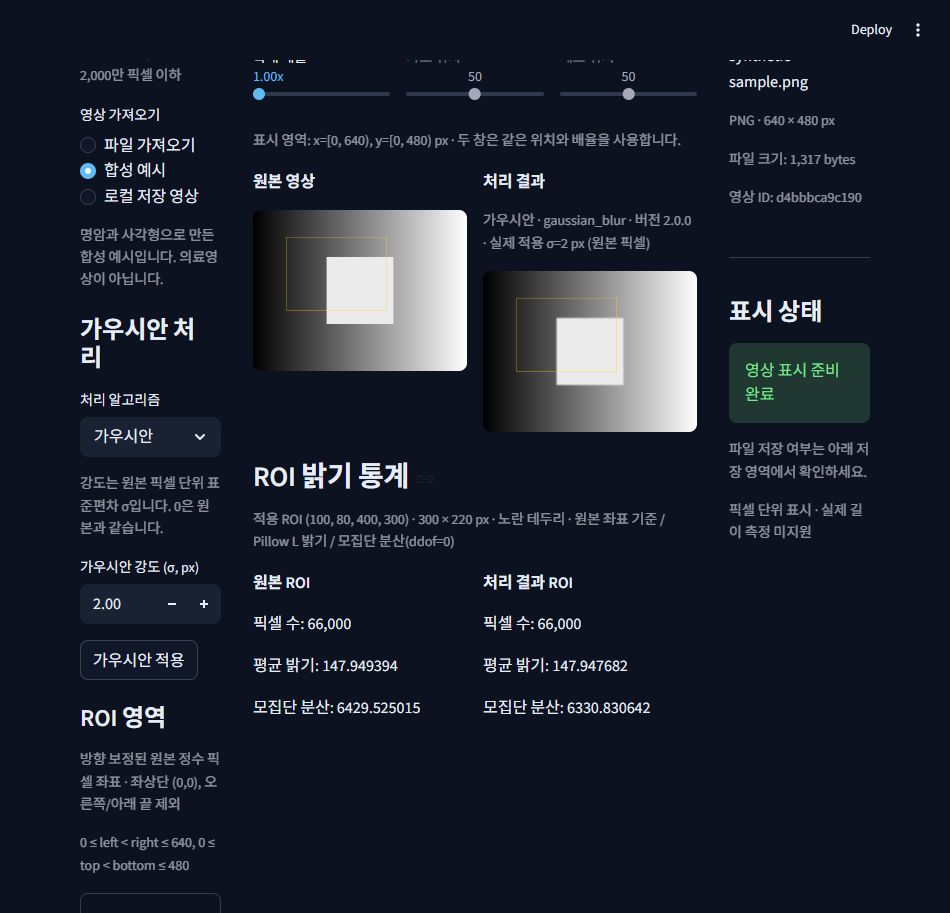 Deploy
2,000만 픽셀 이하
영상 가져오기
파일 가져오기
합성 예시
로컬 저장 영상
명암과 사각형으로 만든
합성 예시입니다. 의료영
상이 아닙니다.
가우시안 처
리
처리 알고리즘
가우시안
강도는 원본 픽셀 단위 표
준편차 σ입니다. 0은 원
본과 같습니다.
가우시안 강도 (σ, px)
2.00
가우시안 적용
ROI 영역
방향 보정된 원본 정수 픽
셀 좌표 · 좌상단 (0,0), 오
른쪽/아래 끝 제외
0 ≤ left < right ≤ 640, 0 ≤
top < bottom ≤ 480
1.00x
50
50
표시 영역: x=[0, 640), y=[0, 480) px · 두 창은 같은 위치와 배율을 사용합니다.
원본 영상
처리 결과
가우시안 · gaussian_blur · 버전 2.0.0
· 실제 적용 σ=2 px (원본 픽셀)
ROI 밝기 통계
적용 ROI (100, 80, 400, 300) · 300 × 220 px · 노란 테두리 · 원본 좌표 기준 /
Pillow L 밝기 / 모집단 분산(ddof=0)
원본 ROI
픽셀 수: 66,000
평균 밝기: 147.949394
모집단 분산: 6429.525015
처리 결과 ROI
픽셀 수: 66,000
평균 밝기: 147.947682
모집단 분산: 6330.830642
sample.png
PNG · 640 × 480 px
파일 크기: 1,317 bytes
영상 ID: d4bbbca9c190
표시 상태
영상 표시 준비
완료
파일 저장 여부는 아래 저
장 영역에서 확인하세요.
픽셀 단위 표시 · 실제 길
이 측정 미지원